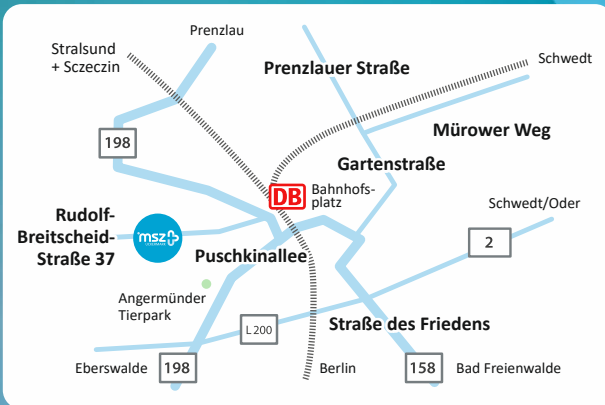 Prenzlau
Stralsund
+ Sczeczin
Prenzlauer Straße
Schwedt
Mürower Weg
198
Gartenstraße
DB
Bahnhofs-
platz
Schwedt/Oder
Rudolf-
Breitscheid-
Straße 37
msz
2
Puschkinallee
Angermünder
Tierpark
L 200
Straße des Friedens
Eberswalde
198
Berlin
158
Bad Freienwalde